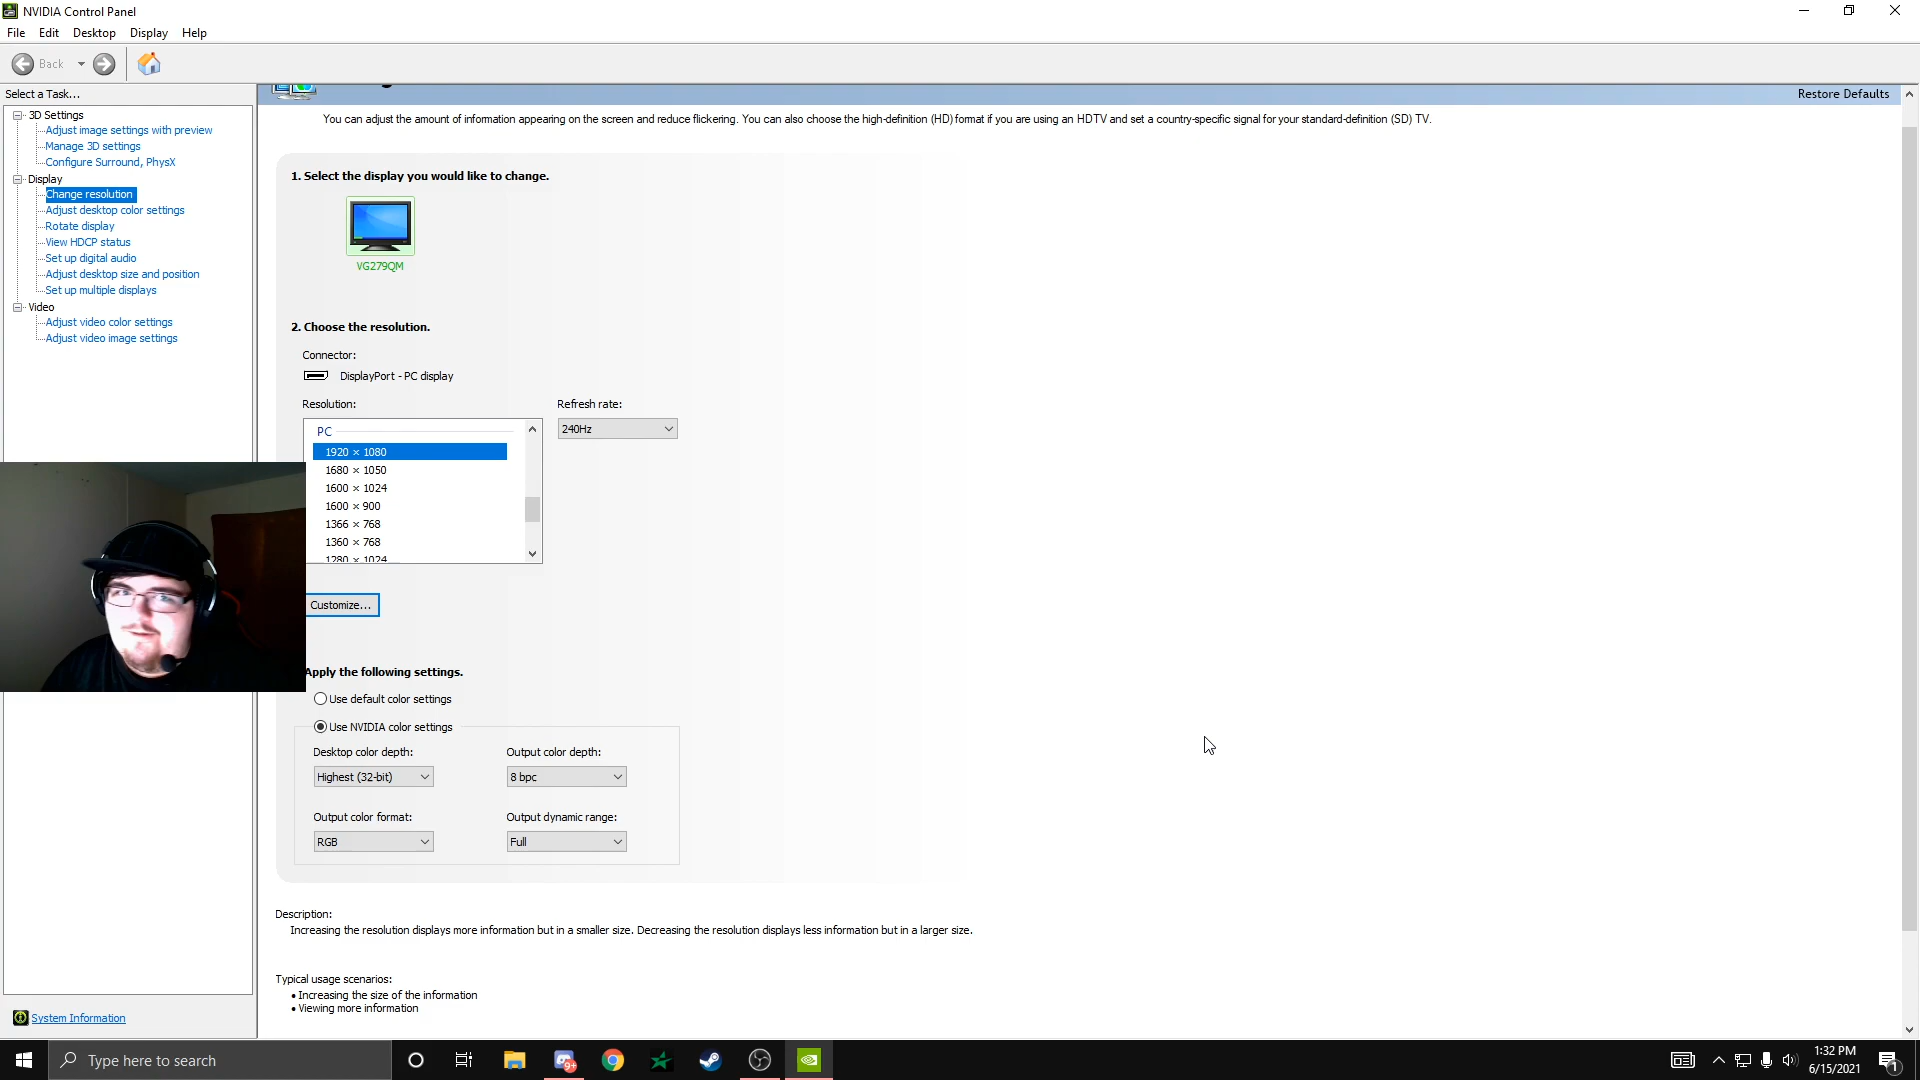 NVIDIA Control Panel
File Edit Desktop Display Help
Back
Select a Task...
3D Settings
Adjust image settings with preview
Manage 3D settings
Configure Surround, PhysX
Display
Change resolution
Adjust desktop color settings
Rotate display
View HDCP status
Set up digital audio
Adjust desktop size and position
Set up multiple displays
Video
Adjust video color settings
Adjust video image settings
System Information
Restore Defaults
You can adjust the amount of information appearing on the screen and reduce flickering. You can also choose the high-definition (HD) format if you are using an HDTV and set a country-specific signal for your standard-definition (SD) TV.
1. Select the display you would like to change.
VG279QM
2. Choose the resolution.
Connector:
DisplayPort - PC display
Resolution:
Refresh rate:
PC
240Hz
1920 × 1080
1680 × 1050
1600 × 1024
1600 × 900
1366 × 768
1360 × 768
1280 × 1024
Customize...
Apply the following settings.
Use default color settings
Use NVIDIA color settings
Desktop color depth:
Output color depth:
Highest (32-bit)
8 bpc
Output color format:
Output dynamic range:
RGB
Full
Description:
Increasing the resolution displays more information but in a smaller size. Decreasing the resolution displays less information but in a larger size.
Typical usage scenarios:
• Increasing the size of the information
• Viewing more information
Type here to search
9+
1:32 PM
6/15/2021
1